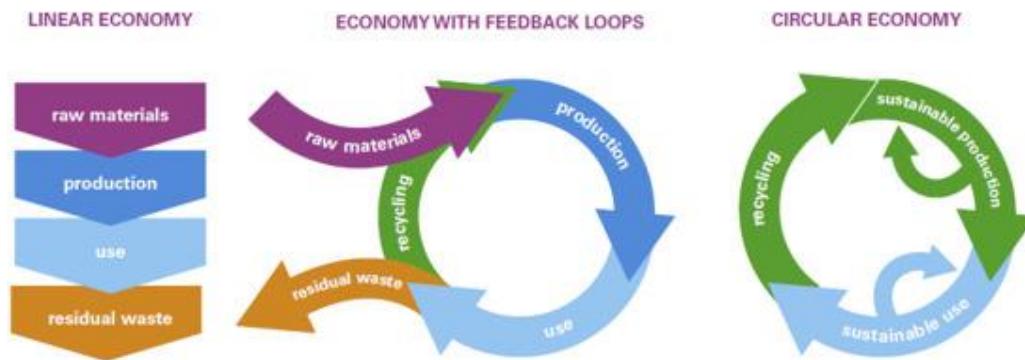 LINEAR ECONOMY
raw materials
production
use
residual waste
ECONOMY WITH FEEDBACK LOOPS
raw materials
production
use
recycling
residual waste
CIRCULAR ECONOMY
sustainable production
sustainable use
recycling